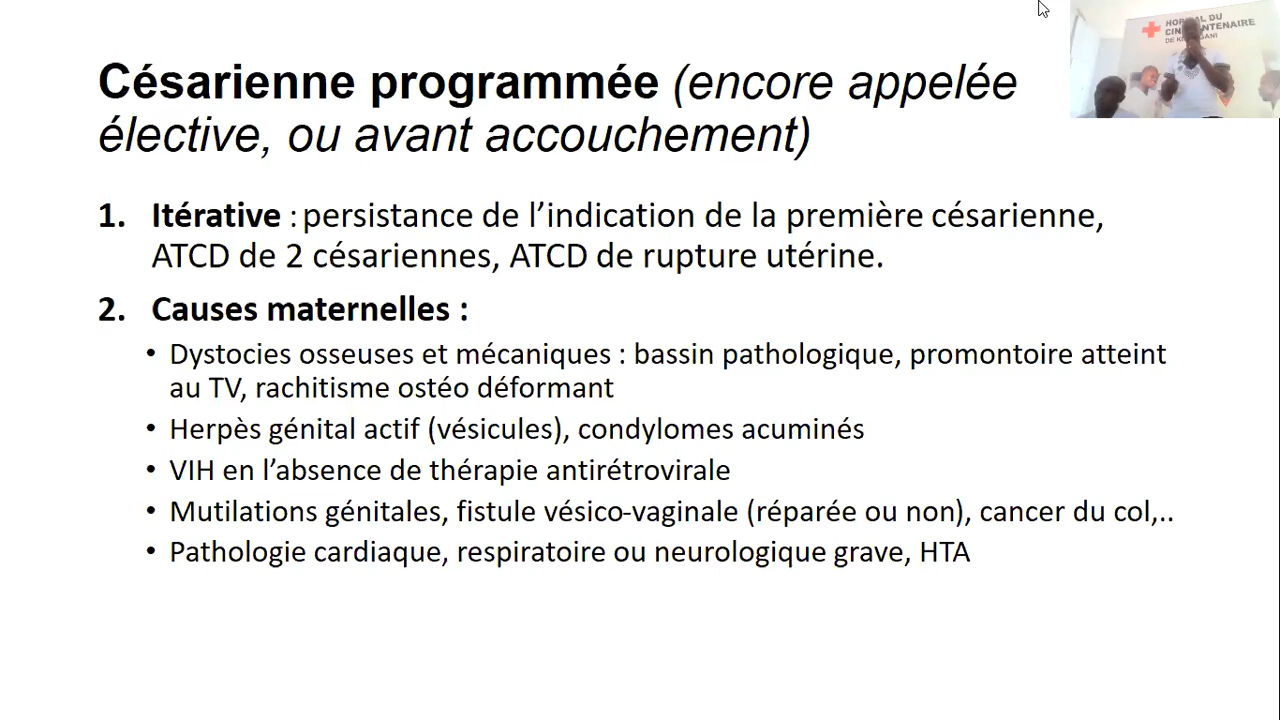 Césarienne programmée (encore appelée
élective, ou avant accouchement)
1. Itérative : persistance de l’indication de la première césarienne,
ATCD de 2 césariennes, ATCD de rupture utérine.
2. Causes maternelles :
• Dystocies osseuses et mécaniques : bassin pathologique, promontoire atteint
au TV, rachitisme ostéo déformant
• Herpès génital actif (vésicules), condylomes acuminés
• VIH en l’absence de thérapie antirétrovirale
• Mutilations génitales, fistule vésico-vaginale (réparée ou non), cancer du col,..
• Pathologie cardiaque, respiratoire ou neurologique grave, HTA
DU